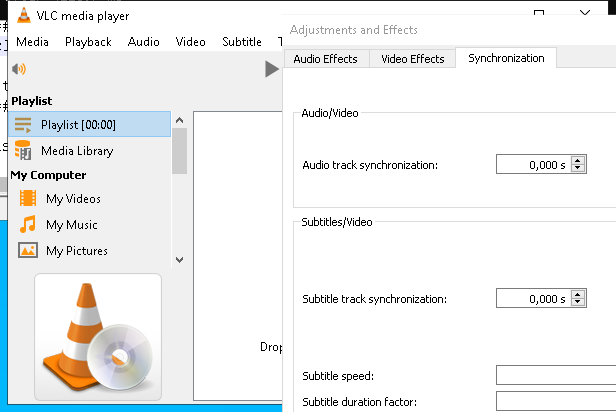 VLC media player
Adjustments and Effects
Media Playback Audio Video Subtitle
Audio Effects Video Effects Synchronization
Playlist
Playlist [00:00]
Media Library
My Computer
My Videos
My Music
My Pictures
Audio/Video
Audio track synchronization: 0,000 s
Subtitles/Video
Subtitle track synchronization: 0,000 s
Drop
Subtitle speed:
Subtitle duration factor: